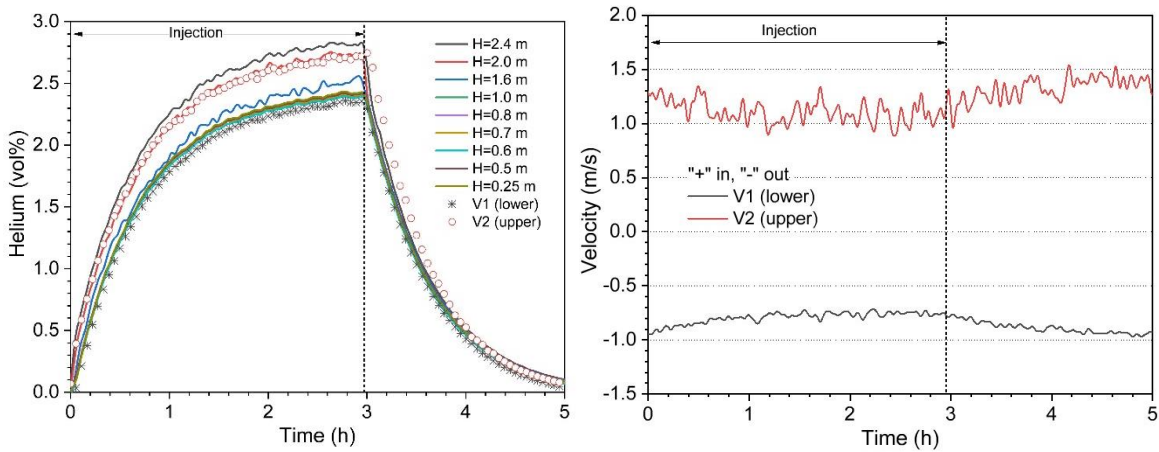 3.0
2.5
2.0
1.5
1.0
0.5
0.0
Helium (vol%)
Injection
H=2.4 m
H=2.0 m
H=1.6 m
H=1.0 m
H=0.8 m
H=0.7 m
H=0.6 m
H=0.5 m
H=0.25 m
V1 (lower)
V2 (upper)
0 1 2 3 4 5
Time (h)
2.0
1.5
1.0
0.5
0.0
-0.5
-1.0
-1.5
Velocity (m/s)
Injection
"+" in, "-" out
V1 (lower)
V2 (upper)
0 1 2 3 4 5
Time (h)